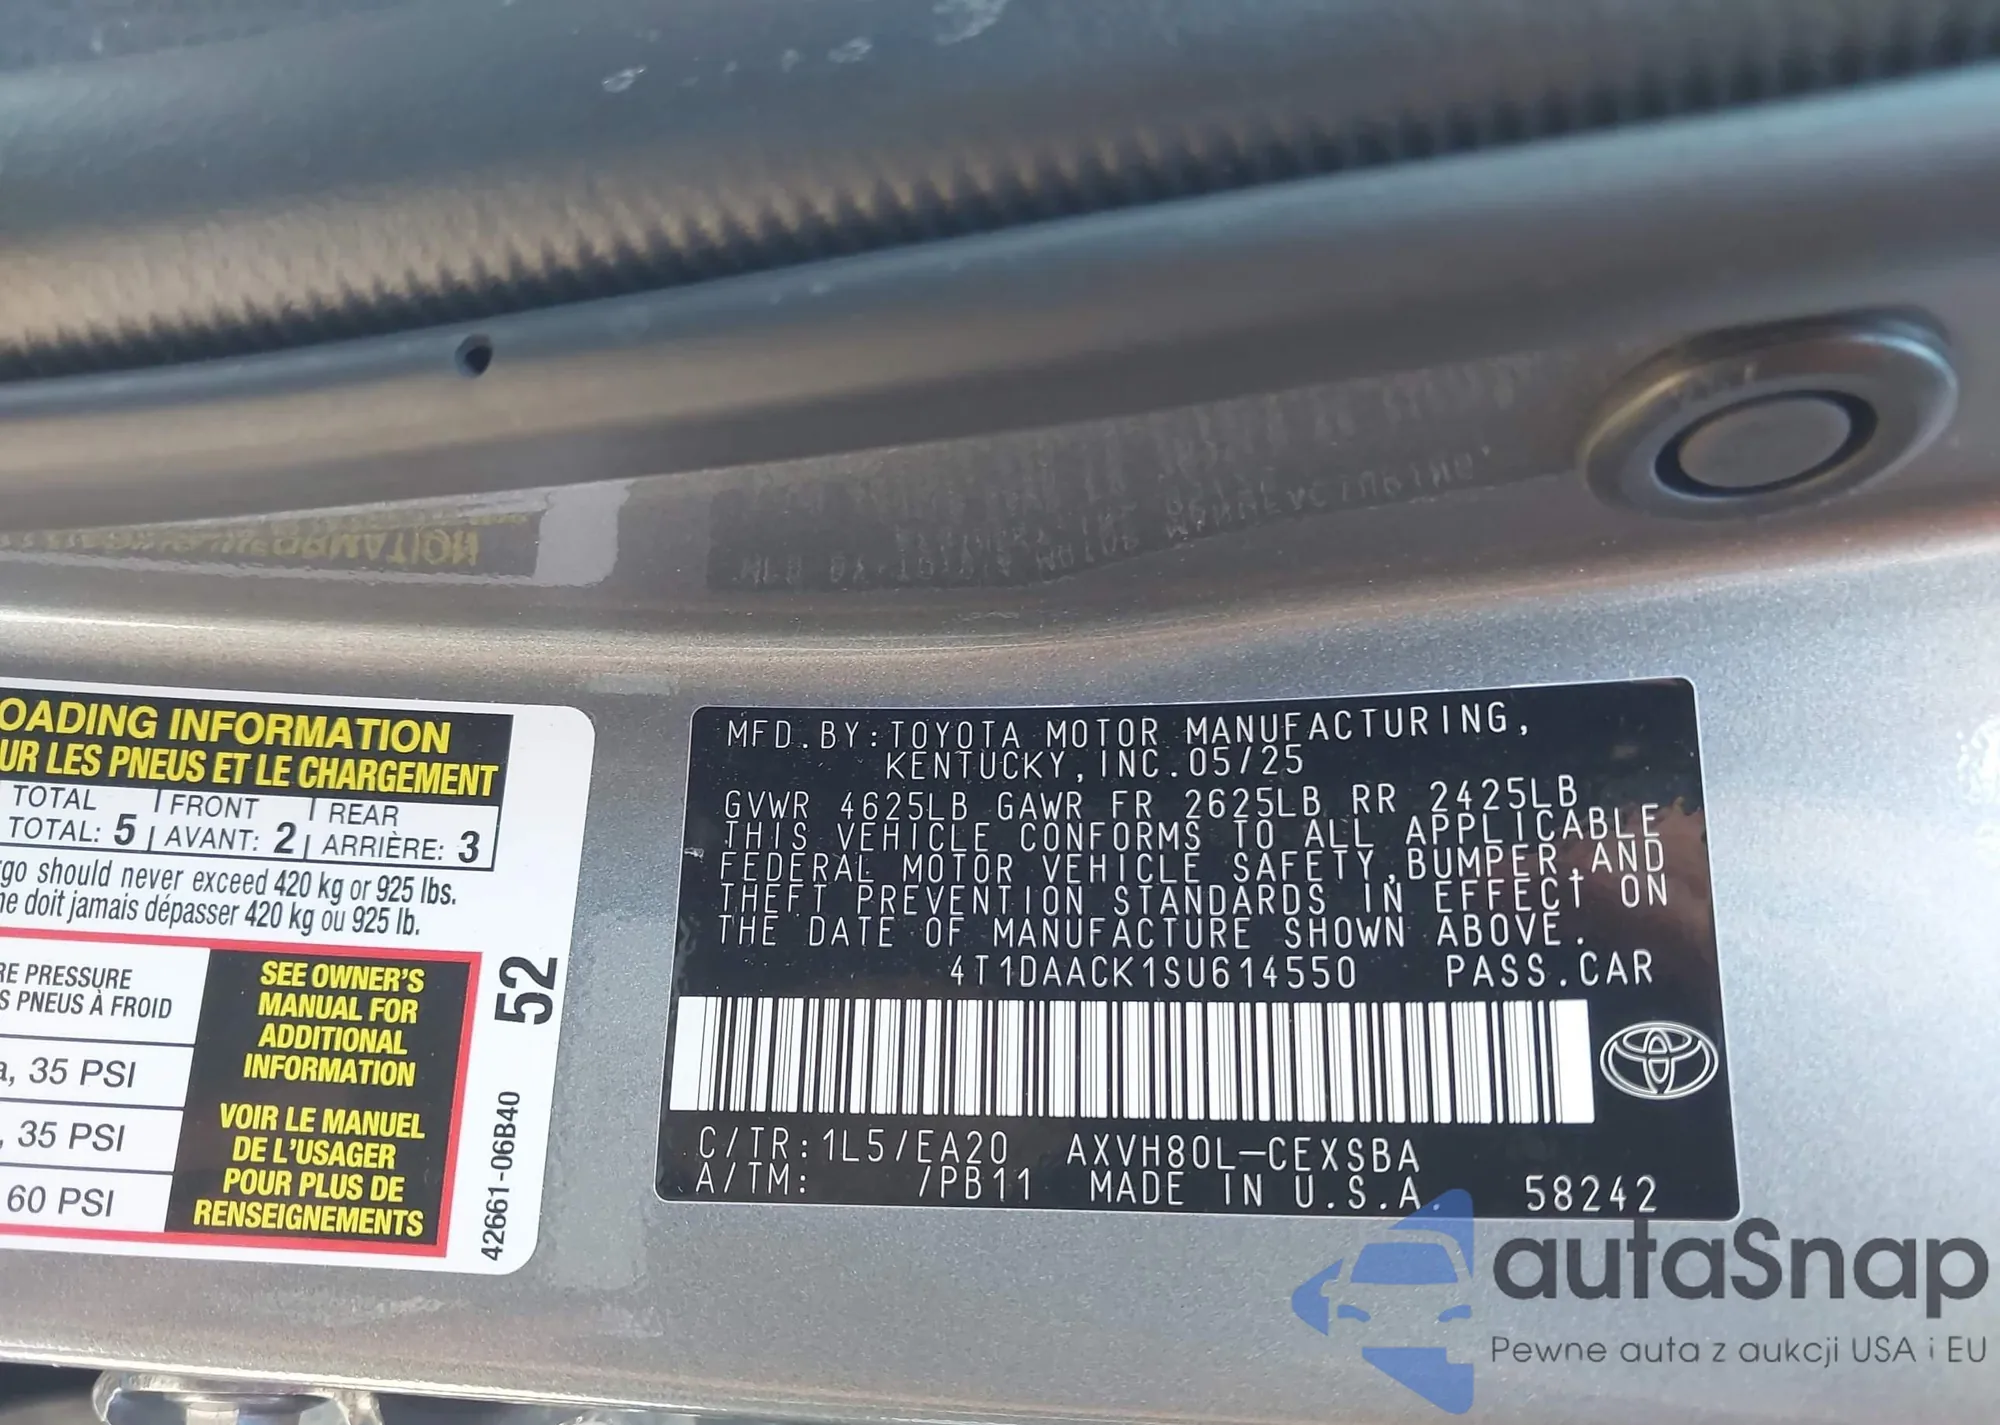 OADING INFORMATION
UR LES PNEUS ET LE CHARGEMENT
TOTAL FRONT REAR
TOTAL: 5 AVANT: 2 ARRIÈRE: 3
go should never exceed 420 kg or 925 lbs.
ne doit jamais dépasser 420 kg ou 925 lb.
RE PRESSURE
S PNEUS À FROID
a, 35 PSI
, 35 PSI
60 PSI
SEE OWNER'S
MANUAL FOR
ADDITIONAL
INFORMATION
VOIR LE MANUEL
DE L'USAGER
POUR PLUS DE
RENSEIGNEMENTS
52
42661-06B40
MFD.BY:TOYOTA MOTOR MANUFACTURING,
KENTUCKY,INC.05/25
GVWR 4625LB GAWR FR 2625LB RR 2425LB
THIS VEHICLE CONFORMS TO ALL APPLICABLE
FEDERAL MOTOR VEHICLE SAFETY,BUMPER,AND
THEFT PREVENTION STANDARDS IN EFFECT ON
THE DATE OF MANUFACTURE SHOWN ABOVE.
4T1DAACK1SU614550 PASS.CAR
C/TR:1L5/EA20 AXVH80L-CEXSBA
A/TM: /PB11 MADE IN U.S.A. 58242
autaSnap
Pewne auta z aukcji USA i EU